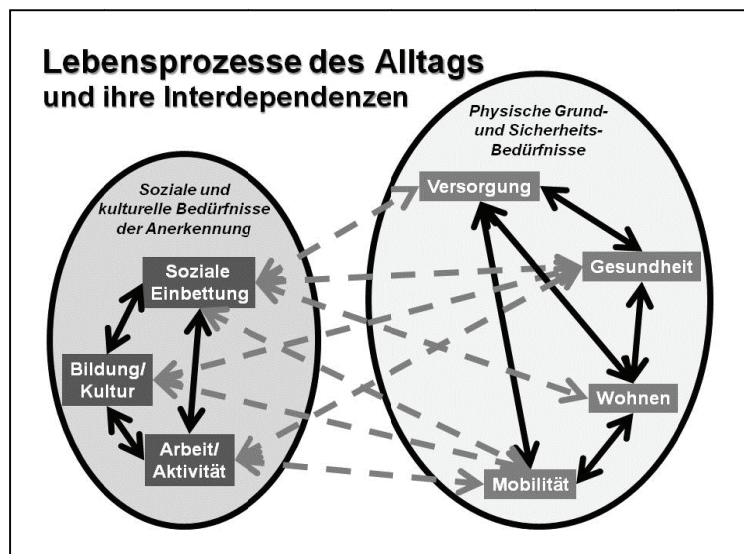 Lebensprozesse des Alltags
und ihre Interdependenzen
Physische Grund-
und Sicherheits-
Bedürfnisse
Soziale und
kulturelle Bedürfnisse
der Anerkennung
Versorgung
Gesundheit
Wohnen
Mobilität
Soziale
Einbettung
Bildung/
Kultur
Arbeit/
Aktivität